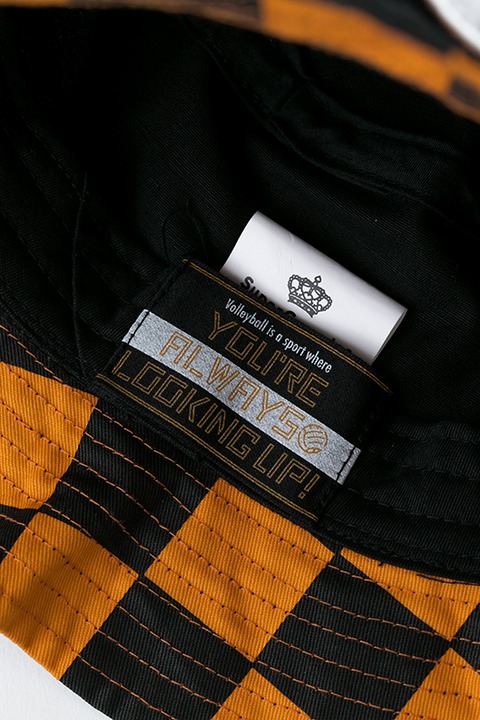 Volleyball is a sport where
YOU'RE
ALWAYS
LOOKING UP!